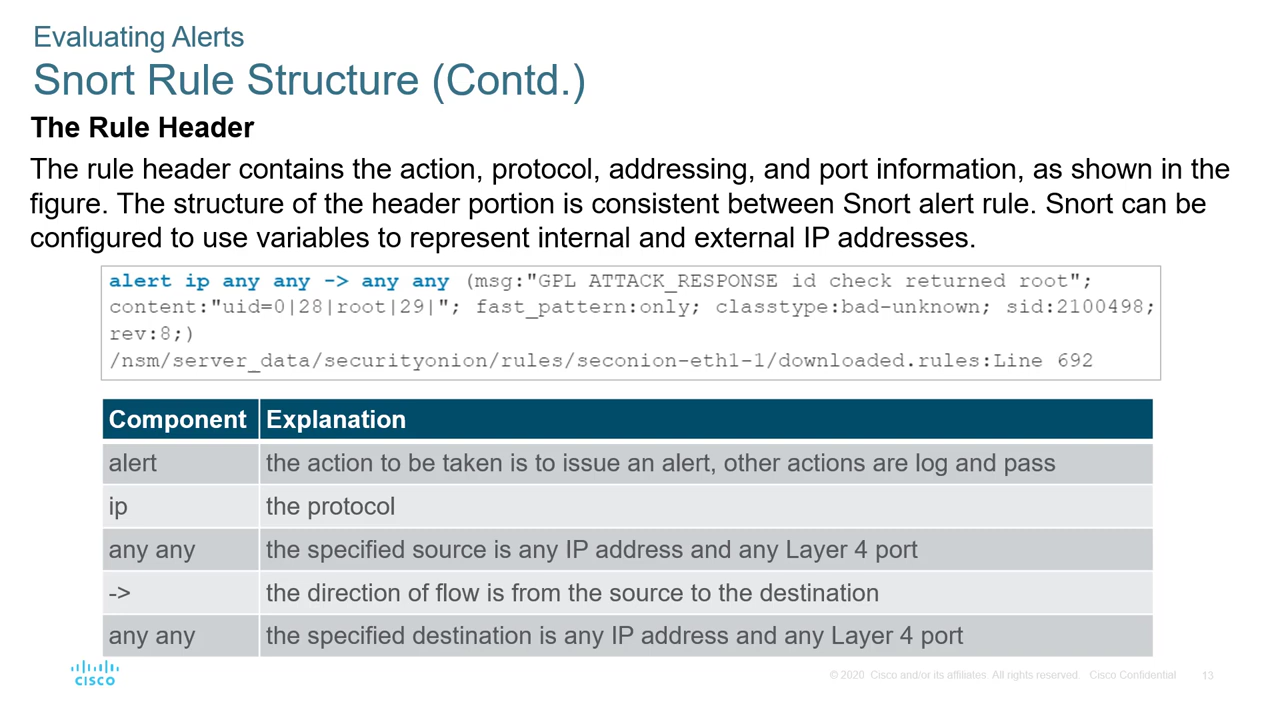 Evaluating Alerts
Snort Rule Structure (Contd.)
The Rule Header
The rule header contains the action, protocol, addressing, and port information, as shown in the
figure. The structure of the header portion is consistent between Snort alert rule. Snort can be
configured to use variables to represent internal and external IP addresses.
alert ip any any -> any any (msg:"GPL ATTACK_RESPONSE id check returned root";
content:"uid=0|28|root|29|"; fast_pattern:only; classtype:bad-unknown; sid:2100498;
rev:8;)
/nsm/server_data/securityonion/rules/seconion-eth1-1/downloaded.rules:Line 692
Component Explanation
alert the action to be taken is to issue an alert, other actions are log and pass
ip the protocol
any any the specified source is any IP address and any Layer 4 port
-> the direction of flow is from the source to the destination
any any the specified destination is any IP address and any Layer 4 port
CISCO
© 2020 Cisco and/or its affiliates. All rights reserved. Cisco Confidential 13